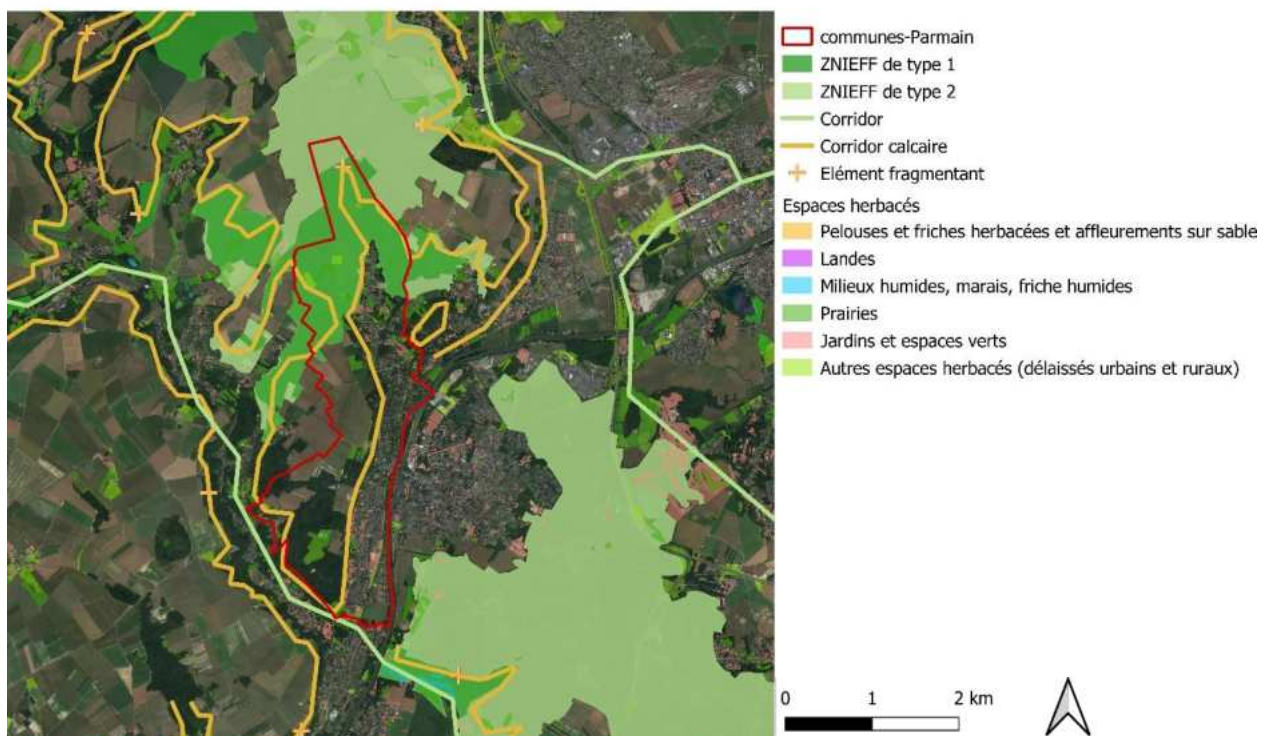 communes-Parmain
ZNIEFF de type 1
ZNIEFF de type 2
Corridor
Corridor calcaire
Elément fragmentant
Espaces herbacés
Pelouses et friches herbacées et affleurements sur sable
Landes
Milieux humides, marais, friche humides
Prairies
Jardins et espaces verts
Autres espaces herbacés (délaissés urbains et ruraux)
0 1 2 km